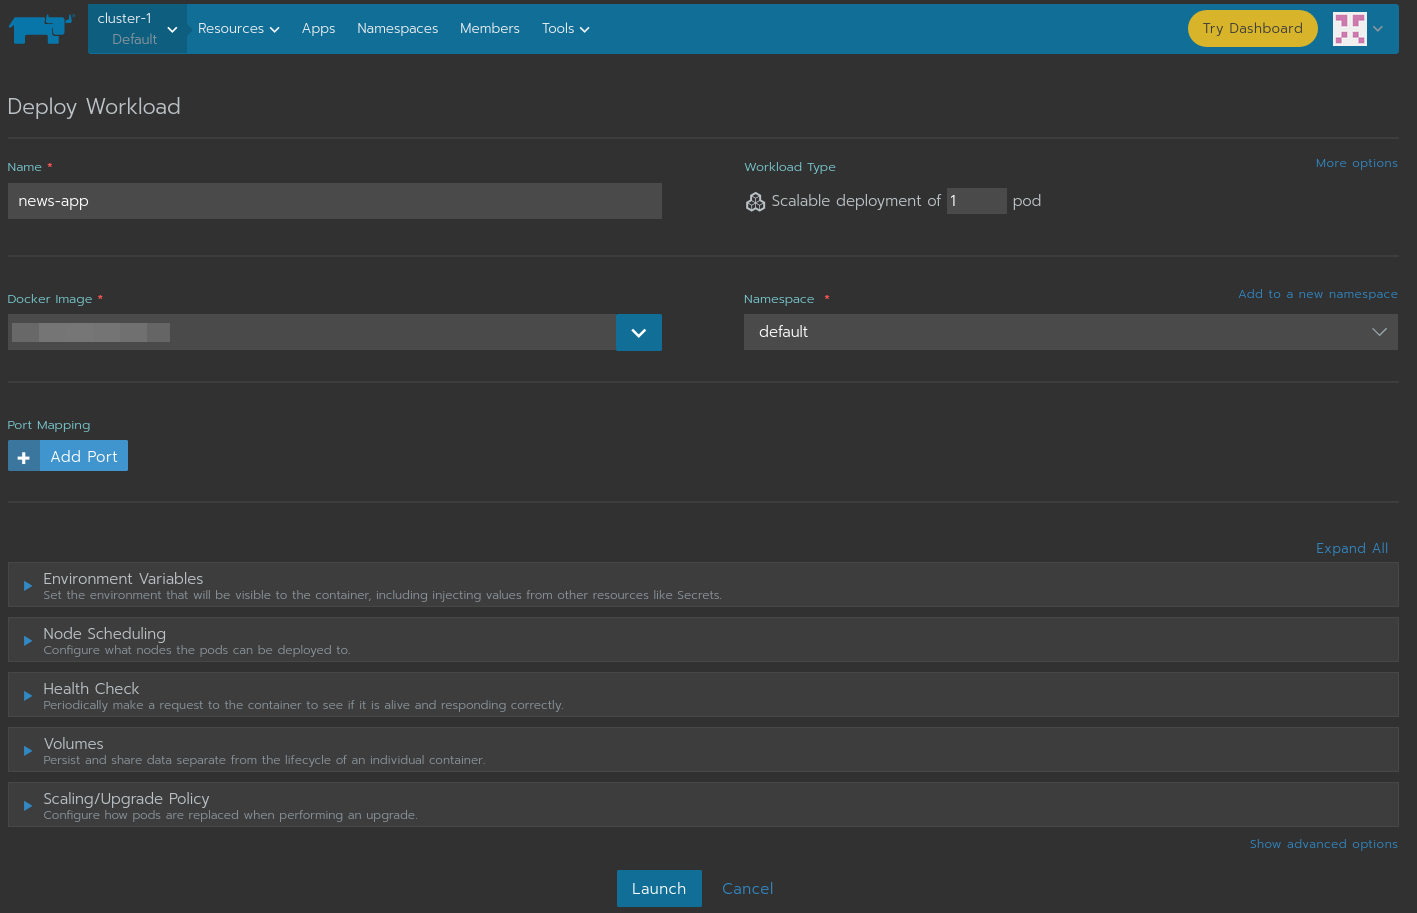 cluster-1
Default
Resources Apps Namespaces Members Tools
Try Dashboard
Deploy Workload
Name *
Workload Type
More options
news-app
Scalable deployment of 1 pod
Docker Image *
Namespace *
Add to a new namespace
default
Port Mapping
+ Add Port
Expand All
Environment Variables
Set the environment that will be visible to the container, including injecting values from other resources like Secrets.
Node Scheduling
Configure what nodes the pods can be deployed to.
Health Check
Periodically make a request to the container to see if it is alive and responding correctly.
Volumes
Persist and share data separate from the lifecycle of an individual container.
Scaling/Upgrade Policy
Configure how pods are replaced when performing an upgrade.
Show advanced options
Launch
Cancel